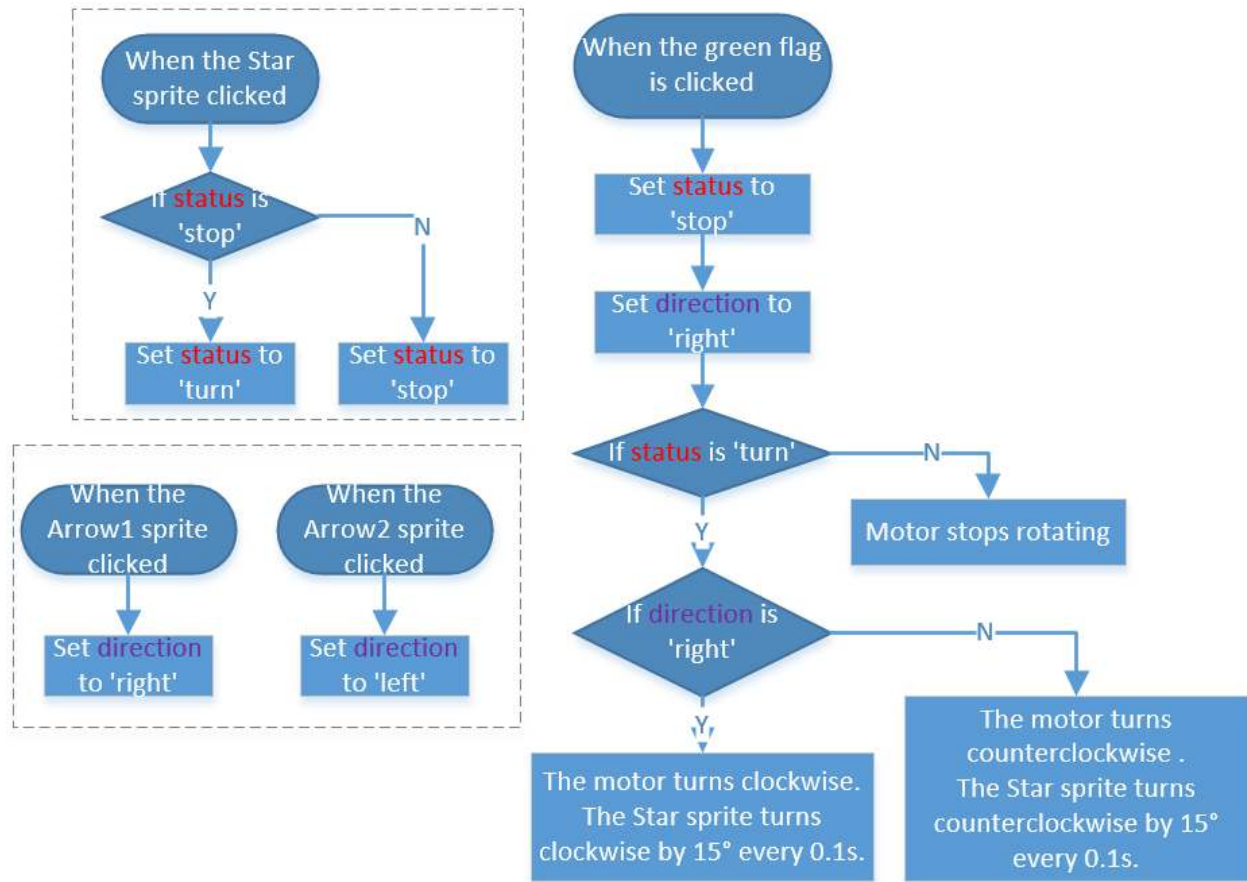 When the Star
sprite clicked
If status is
'stop'
N
Y
Set status to
'turn'
Set status to
'stop'
When the
Arrow1 sprite
clicked
Set direction
to 'right'
When the
Arrow2 sprite
clicked
Set direction
to 'left'
When the green flag
is clicked
Set status to
'stop'
Set direction to
'right'
If status is 'turn'
N
Motor stops rotating
Y
If direction is
'right'
N
Y
The motor turns clockwise.
The Star sprite turns
clockwise by 15° every 0.1s.
The motor turns
counterclockwise .
The Star sprite turns
counterclockwise by 15°
every 0.1s.